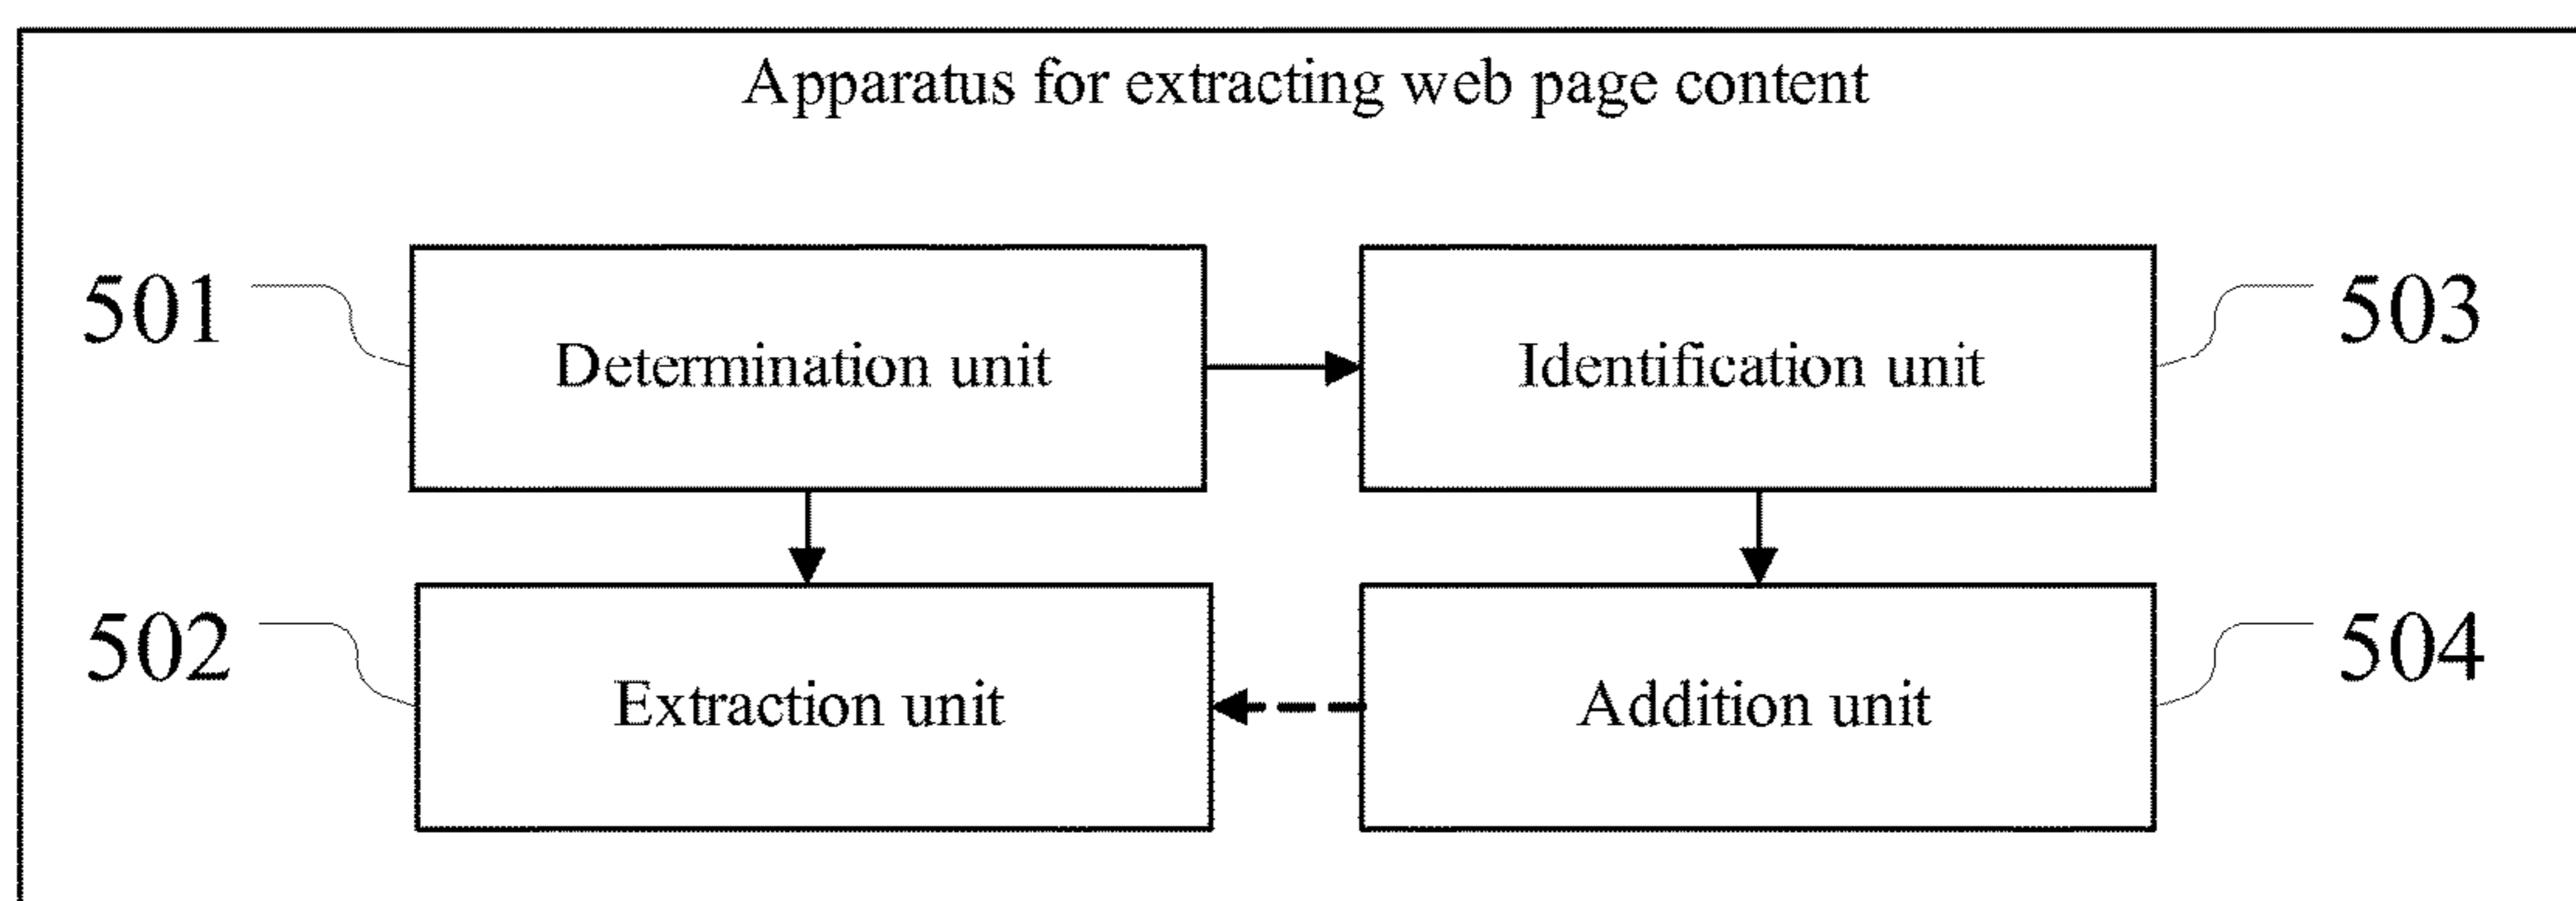 Apparatus for extracting web page content
501
Determination unit
Identification unit
503
502
Extraction unit
Addition unit
504